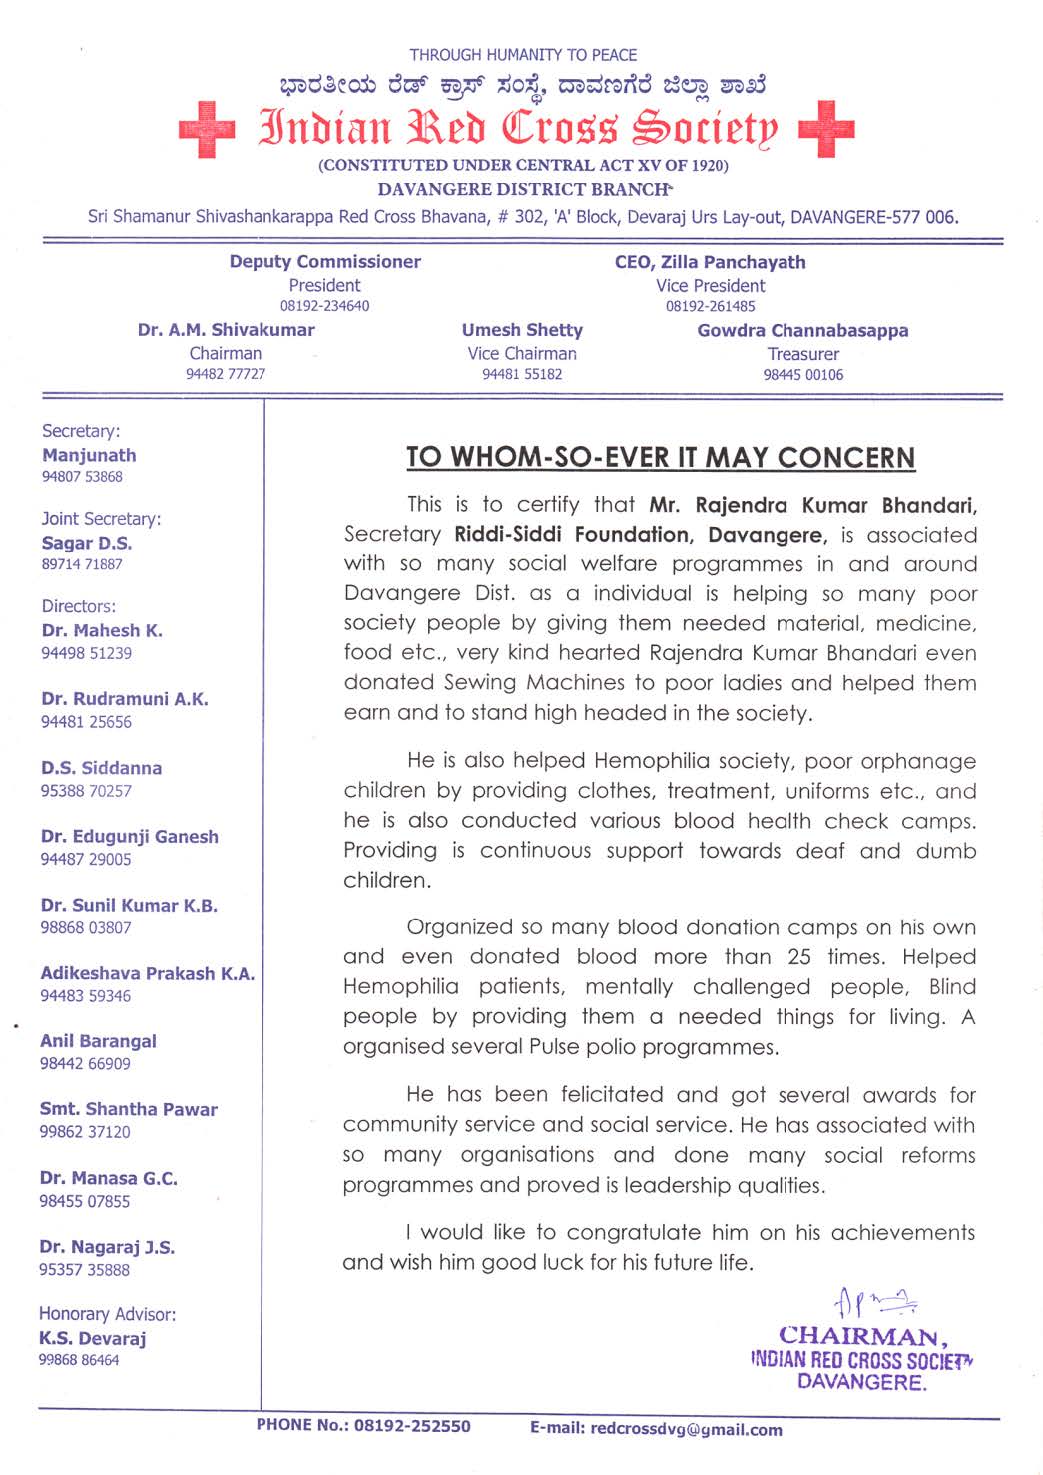 THROUGH HUMANITY TO PEACE
ಭಾರತೀಯ ರೆಡ್ ಕ್ರಾಸ್ ಸಂಸ್ಥೆ, ದಾವಣಗೆರೆ ಜಿಲ್ಲಾ ಶಾಖೆ
Indian Red Cross Society
(CONSTITUTED UNDER CENTRAL ACT XV OF 1920)
DAVANGERE DISTRICT BRANCH
Sri Shamanur Shivashankarappa Red Cross Bhavana, # 302, 'A' Block, Devaraj Urs Lay-out, DAVANGERE-577 006.
Deputy Commissioner
President
08192-234640
CEO, Zilla Panchayath
Vice President
08192-261485
Dr. A.M. Shivakumar
Chairman
94482 77727
Umesh Shetty
Vice Chairman
94481 55182
Gowdra Channabasappa
Treasurer
98445 00106
Secretary:
Manjunath
94807 53868
Joint Secretary:
Sagar D.S.
89714 71887
Directors:
Dr. Mahesh K.
94498 51239
Dr. Rudramuni A.K.
94481 25656
D.S. Siddanna
95388 70257
Dr. Edugunji Ganesh
94487 29005
Dr. Sunil Kumar K.B.
98868 03807
Adikeshava Prakash K.A.
94483 59346
Anil Barangal
98442 66909
Smt. Shantha Pawar
99862 37120
Dr. Manasa G.C.
98455 07855
Dr. Nagaraj J.S.
95357 35888
Honorary Advisor:
K.S. Devaraj
99868 86464
TO WHOM-SO-EVER IT MAY CONCERN
This is to certify that Mr. Rajendra Kumar Bhandari,
Secretary Riddi-Siddi Foundation, Davangere, is associated
with so many social welfare programmes in and around
Davangere Dist. as a individual is helping so many poor
society people by giving them needed material, medicine,
food etc., very kind hearted Rajendra Kumar Bhandari even
donated Sewing Machines to poor ladies and helped them
earn and to stand high headed in the society.
He is also helped Hemophilia society, poor orphanage
children by providing clothes, treatment, uniforms etc., and
he is also conducted various blood health check camps.
Providing is continuous support towards deaf and dumb
children.
Organized so many blood donation camps on his own
and even donated blood more than 25 times. Helped
Hemophilia patients, mentally challenged people, Blind
people by providing them a needed things for living. A
organised several Pulse polio programmes.
He has been felicitated and got several awards for
community service and social service. He has associated with
so many organisations and done many social reforms
programmes and proved is leadership qualities.
I would like to congratulate him on his achievements
and wish him good luck for his future life.
CHAIRMAN,
INDIAN RED CROSS SOCIETY
DAVANGERE.
PHONE No.: 08192-252550 E-mail: redcrossdvg@gmail.com